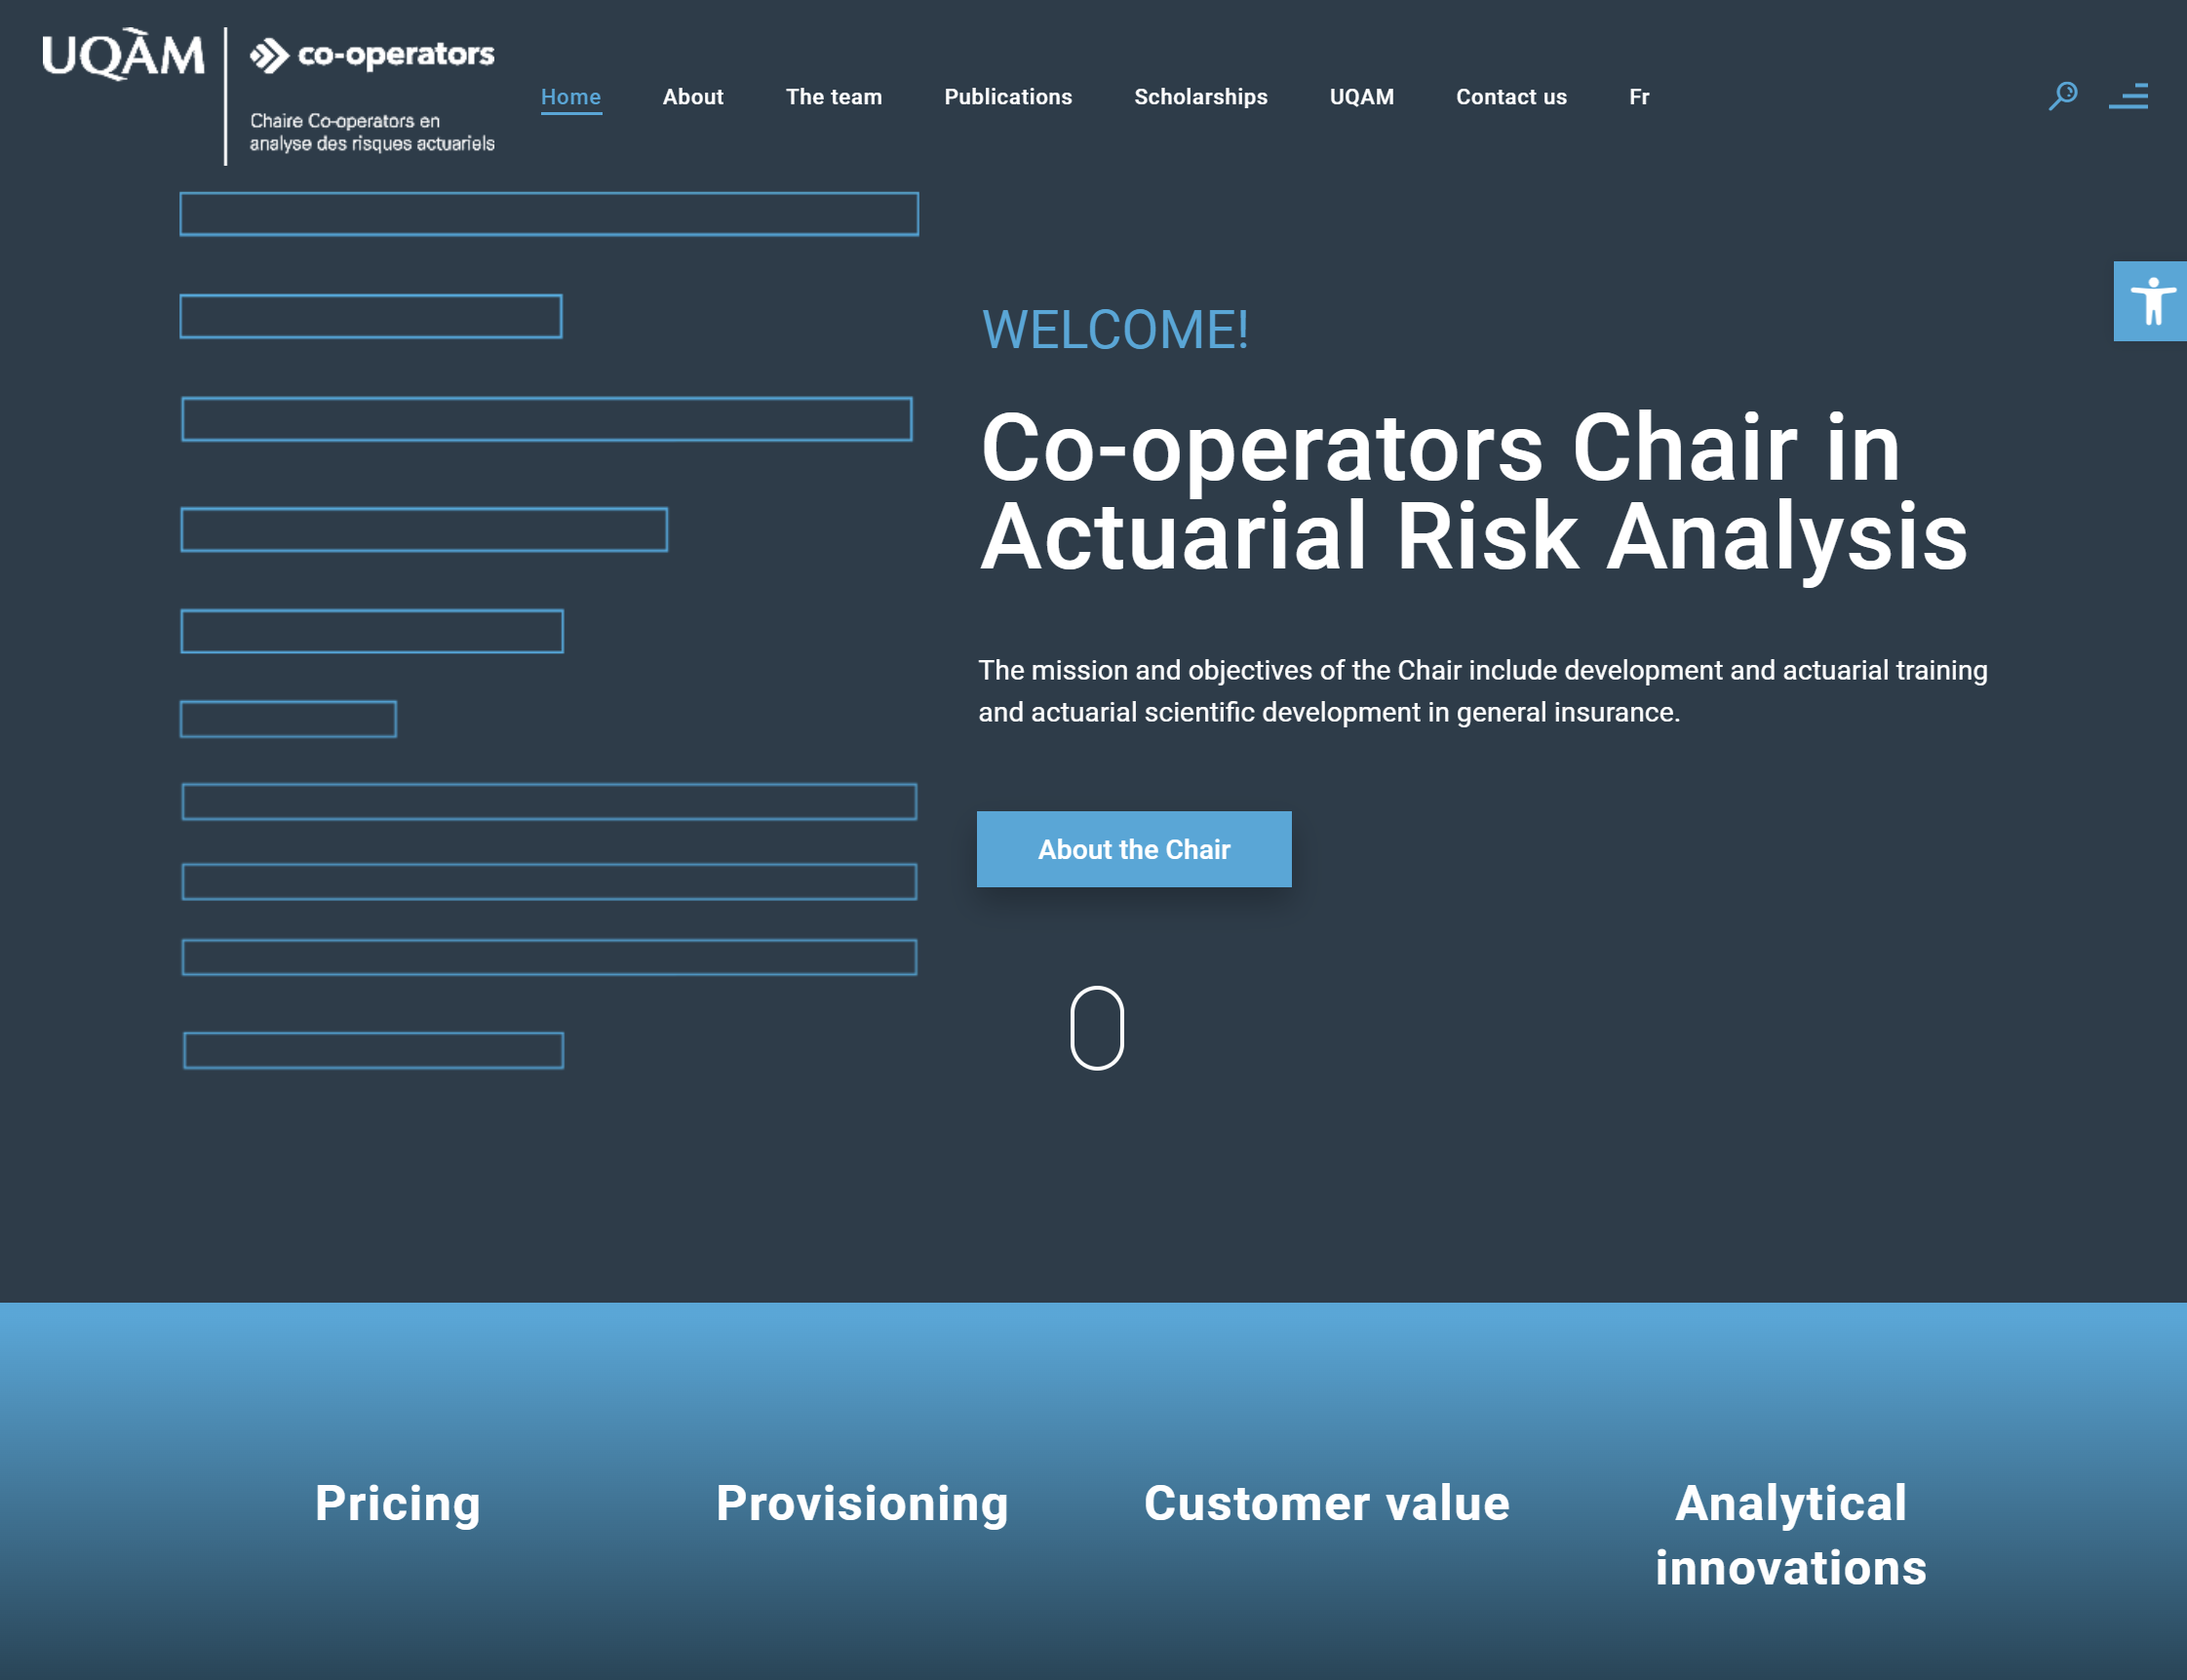 UQÀM
co-operators
Chaire Co-operators en
analyse des risques actuariels
Home About The team Publications Scholarships UQAM Contact us Fr
WELCOME!
Co-operators Chair in
Actuarial Risk Analysis
The mission and objectives of the Chair include development and actuarial training
and actuarial scientific development in general insurance.
About the Chair
Pricing Provisioning Customer value Analytical
innovations